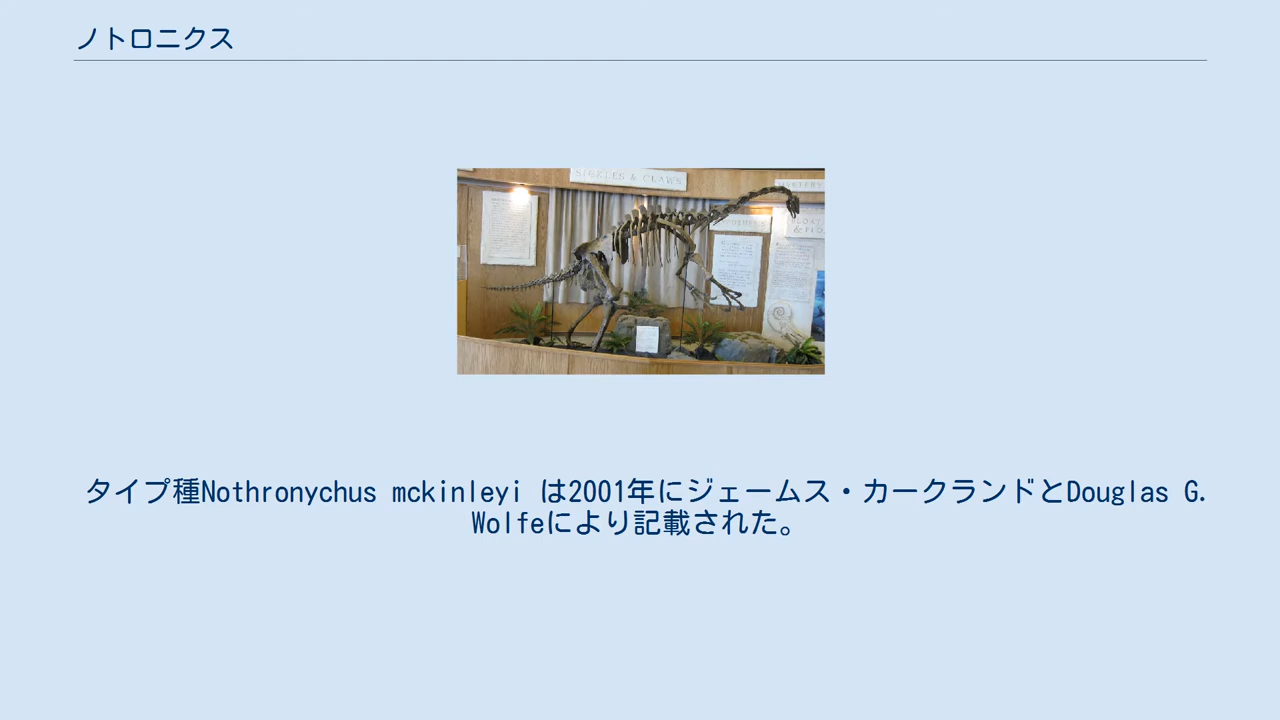 ノトロニクス
SICKLES & CLAWS
タイプ種Nothronychus mckinleyi は2001年にジェームス・カークランドとDouglas G.
Wolfeにより記載された。